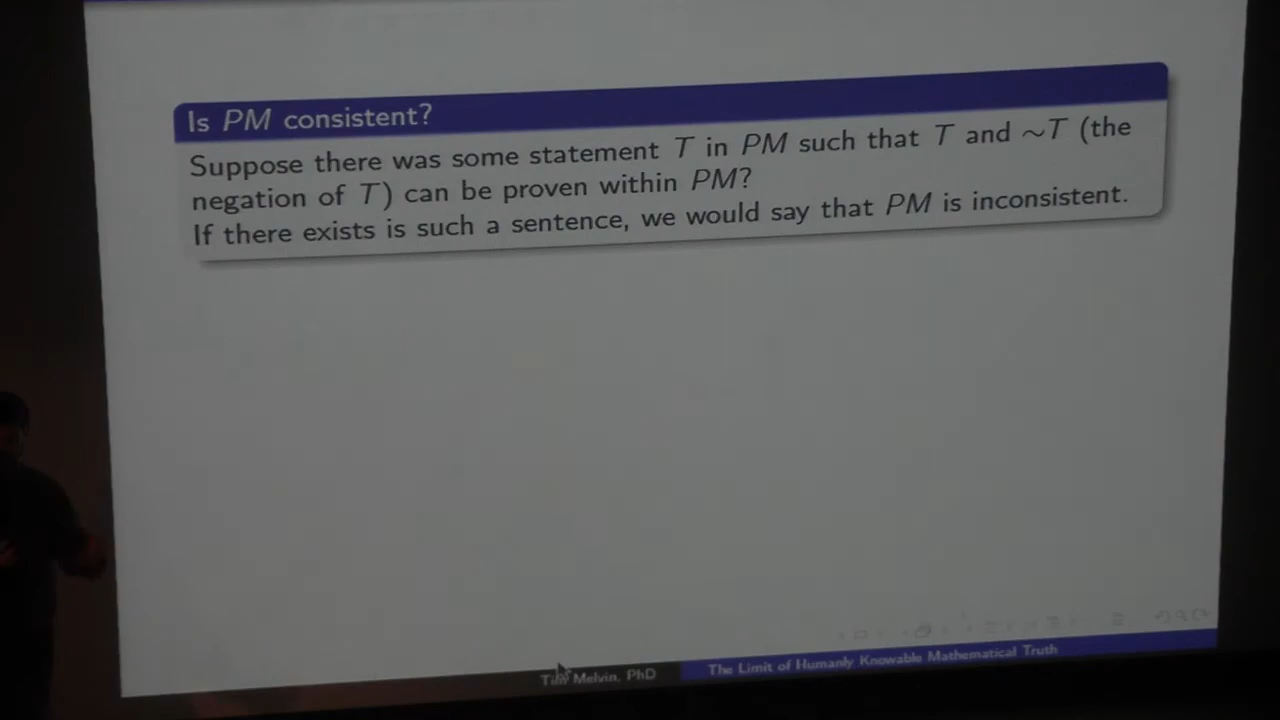 Is PM consistent?
Suppose there was some statement T in PM such that T and ~T (the
negation of T) can be proven within PM?
If there exists is such a sentence, we would say that PM is inconsistent.
Tim Melvin, PhD
The Limit of Humanly Knowable Mathematical Truth